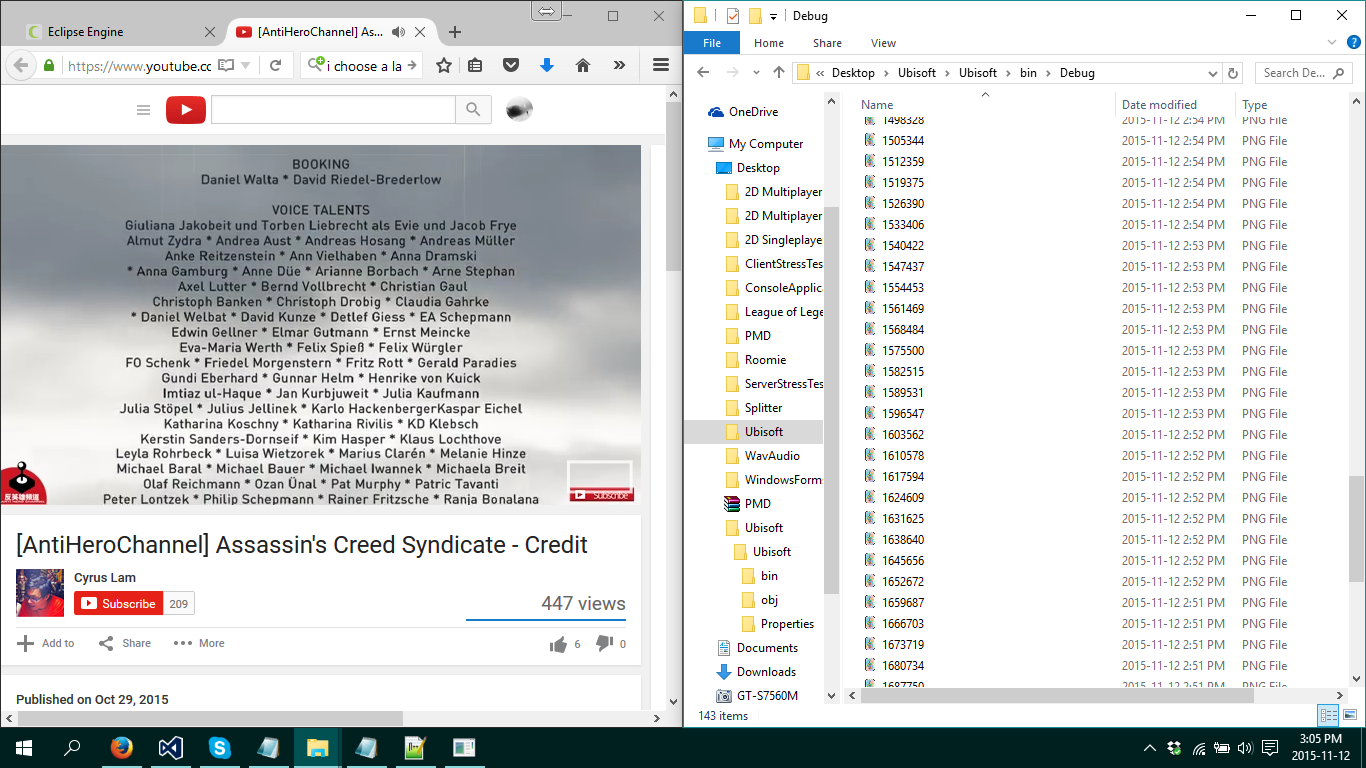 Eclipse Engine
[AntiHeroChannel] As...
https://www.youtube.cc
i choose a la
BOOKING
Daniel Walta * David Riedel-Brederlow
VOICE TALENTS
Giuliana Jakobeit und Torben Liebrecht als Evie und Jacob Frye
Almut Zydra * Andrea Aust * Andreas Hosang * Andreas Müller
Anke Reitzenstein * Ann Vielhaben * Anna Dramski
* Anna Gamburg * Anne Düe * Arianne Borbach * Arne Stephan
Axel Lutter * Bernd Vollbrecht * Christian Gaul
Christoph Banken * Christoph Drobig * Claudia Gahrke
* Daniel Welbat * David Kunze * Detlef Giess * EA Schepmann
Edwin Gellner * Elmar Gutmann * Ernst Meincke
Eva-Maria Werth * Felix Spieß * Felix Würgler
FO Schenk * Friedel Morgenstern * Fritz Rott * Gerald Paradies
Gundi Eberhard * Gunnar Helm * Henrike von Kuick
Imtiaz ul-Haque * Jan Kurbjuweit * Julia Kaufmann
Julia Stöpel * Julius Jellinek * Karlo HackenbergerKaspar Eichel
Katharina Koschny * Katharina Rivilis * KD Klebsch
Kerstin Sanders-Dornseif * Kim Hasper * Klaus Lochthove
Leyla Rohrbeck * Luisa Wietzorek * Marius Clarén * Melanie Hinze
Michael Baral * Michael Bauer * Michael Iwannek * Michaela Breit
Olaf Reichmann * Ozan Ünal * Pat Murphy * Patric Tavanti
Peter Lontzek * Philip Schepmann * Rainer Fritzsche * Ranja Bonalana
反英雄頻道
Subscribe
[AntiHeroChannel] Assassin's Creed Syndicate - Credit
Cyrus Lam
Subscribe 209
447 views
Add to Share More 6 0
Published on Oct 29, 2015
Debug
File Home Share View
« Desktop > Ubisoft > Ubisoft > bin > Debug
Search De...
OneDrive
My Computer
Desktop
2D Multiplayer
2D Multiplayer
2D Singleplaye
ClientStressTes
ConsoleApplica
League of Lege
PMD
Roomie
ServerStressTes
Splitter
Ubisoft
WavAudio
WindowsForm
PMD
Ubisoft
Ubisoft
bin
obj
Properties
Documents
Downloads
GT-S7560M
Name Date modified Type
1498328 2015-11-12 2:54 PM PNG File
1505344 2015-11-12 2:54 PM PNG File
1512359 2015-11-12 2:54 PM PNG File
1519375 2015-11-12 2:54 PM PNG File
1526390 2015-11-12 2:54 PM PNG File
1533406 2015-11-12 2:54 PM PNG File
1540422 2015-11-12 2:53 PM PNG File
1547437 2015-11-12 2:53 PM PNG File
1554453 2015-11-12 2:53 PM PNG File
1561469 2015-11-12 2:53 PM PNG File
1568484 2015-11-12 2:53 PM PNG File
1575500 2015-11-12 2:53 PM PNG File
1582515 2015-11-12 2:53 PM PNG File
1589531 2015-11-12 2:53 PM PNG File
1596547 2015-11-12 2:53 PM PNG File
1603562 2015-11-12 2:52 PM PNG File
1610578 2015-11-12 2:52 PM PNG File
1617594 2015-11-12 2:52 PM PNG File
1624609 2015-11-12 2:52 PM PNG File
1631625 2015-11-12 2:52 PM PNG File
1638640 2015-11-12 2:52 PM PNG File
1645656 2015-11-12 2:52 PM PNG File
1652672 2015-11-12 2:52 PM PNG File
1659687 2015-11-12 2:51 PM PNG File
1666703 2015-11-12 2:51 PM PNG File
1673719 2015-11-12 2:51 PM PNG File
1680734 2015-11-12 2:51 PM PNG File
1687750 2015-11-12 2:51 PM PNG File
143 items
3:05 PM
2015-11-12